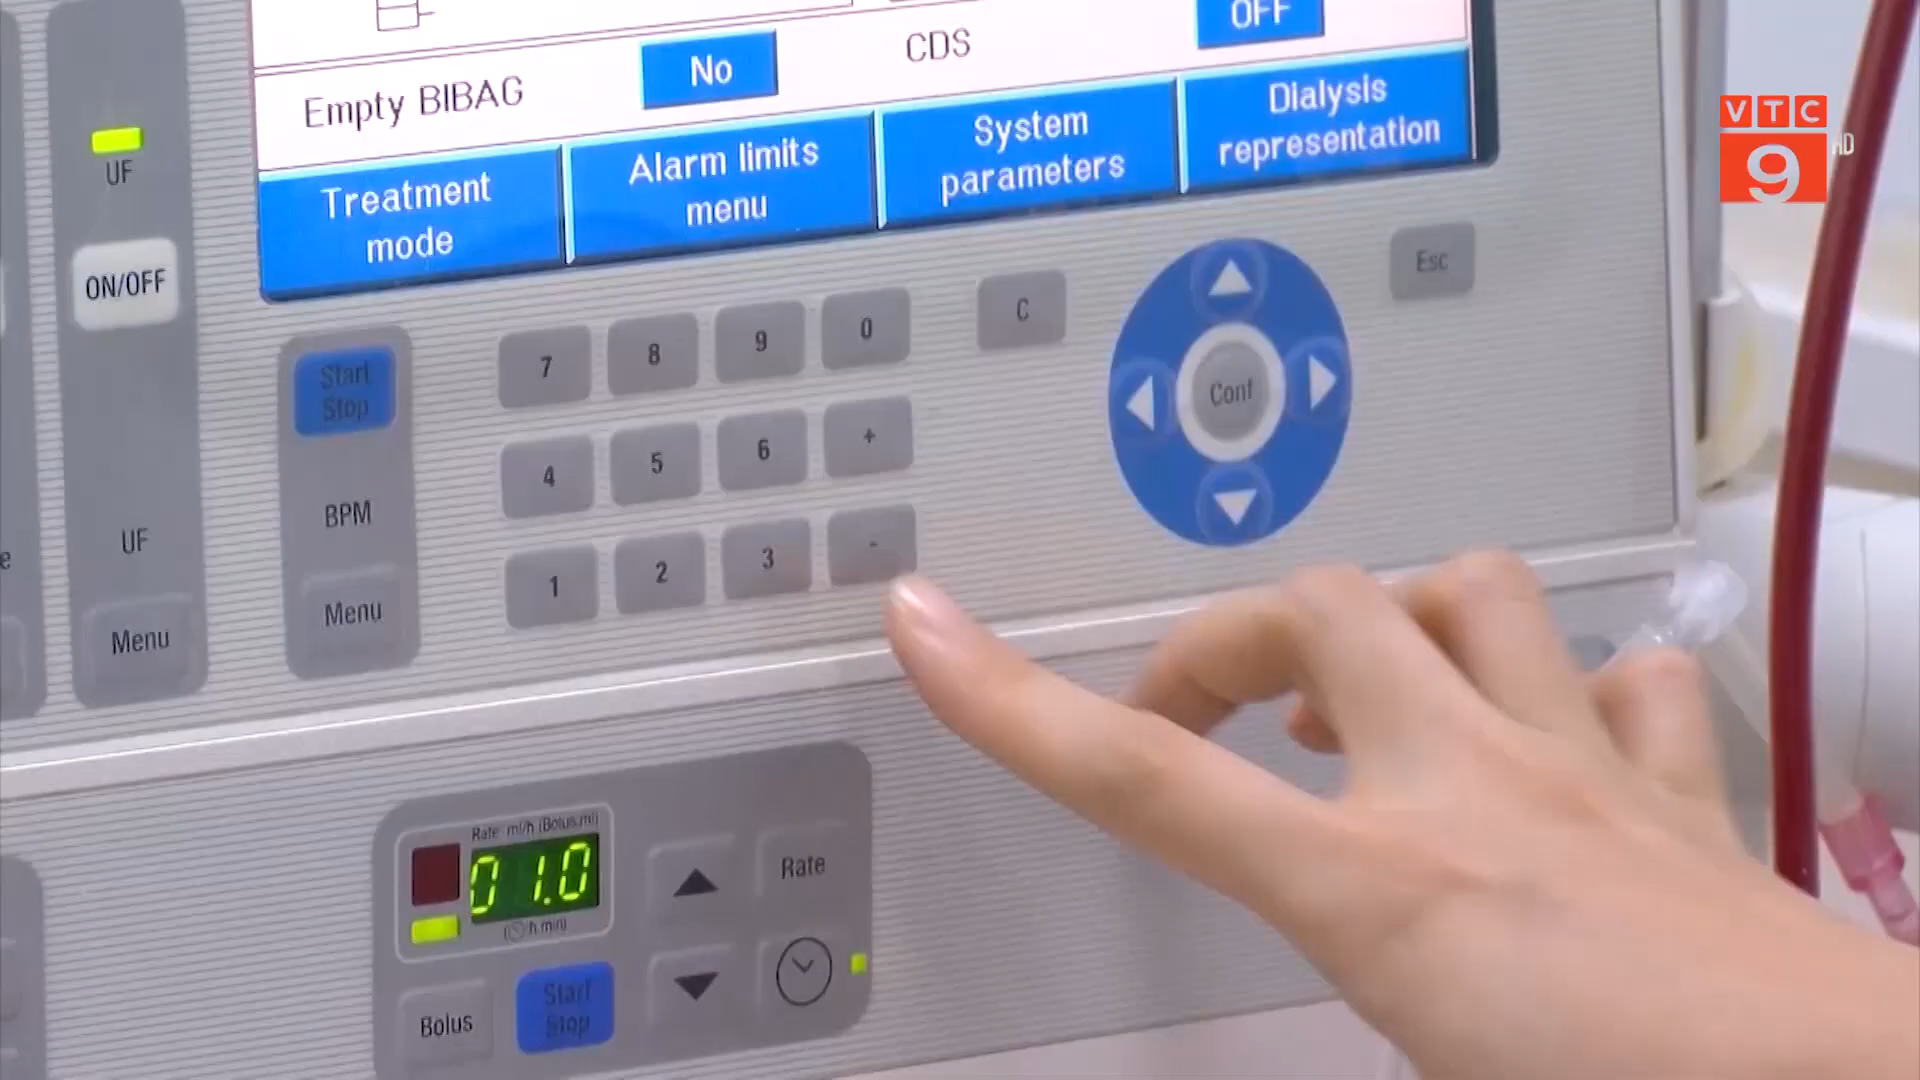 OFF
CDS
No
Empty BIBAG
Dialysis
representation
System
parameters
Alarm limits
menu
Treatment
mode
VTC
9
HD
UF
ON/OFF
UF
Menu
Start
Stop
BPM
Menu
7 8 9 0
4 5 6 +
1 2 3 -
C
Conf
Esc
Rate ml/h (Bolus ml)
01.0
(h.min)
Rate
Bolus
Start
Stop